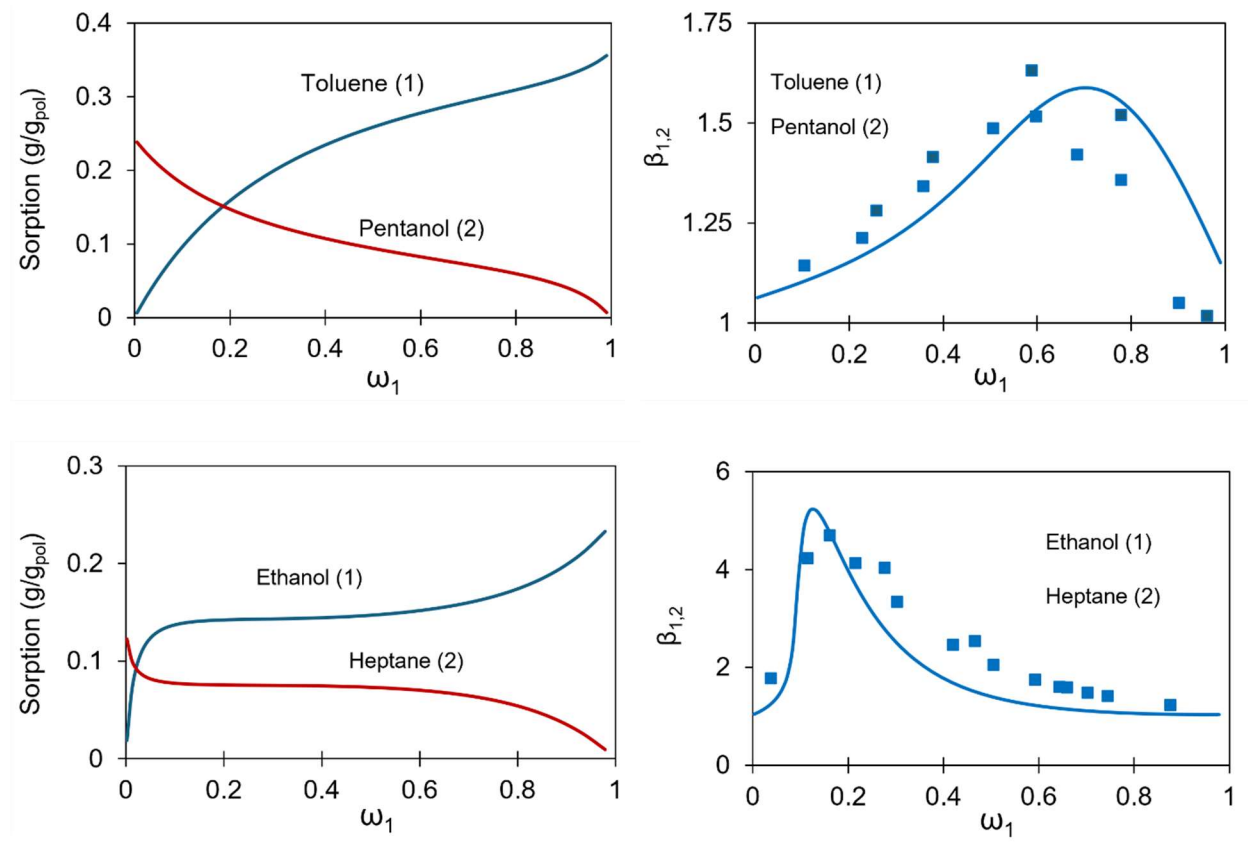 Sorption (g/gpol)
0.4
0.3
0.2
0.1
0
Toluene (1)
Pentanol (2)
0 0.2 0.4 0.6 0.8 1
ω1
β1,2
1.75
1.5
1.25
1
Toluene (1)
Pentanol (2)
0 0.2 0.4 0.6 0.8 1
ω1
Sorption (g/gpol)
0.3
0.2
0.1
0
Ethanol (1)
Heptane (2)
0 0.2 0.4 0.6 0.8 1
ω1
β1,2
6
4
2
0
Ethanol (1)
Heptane (2)
0 0.2 0.4 0.6 0.8 1
ω1